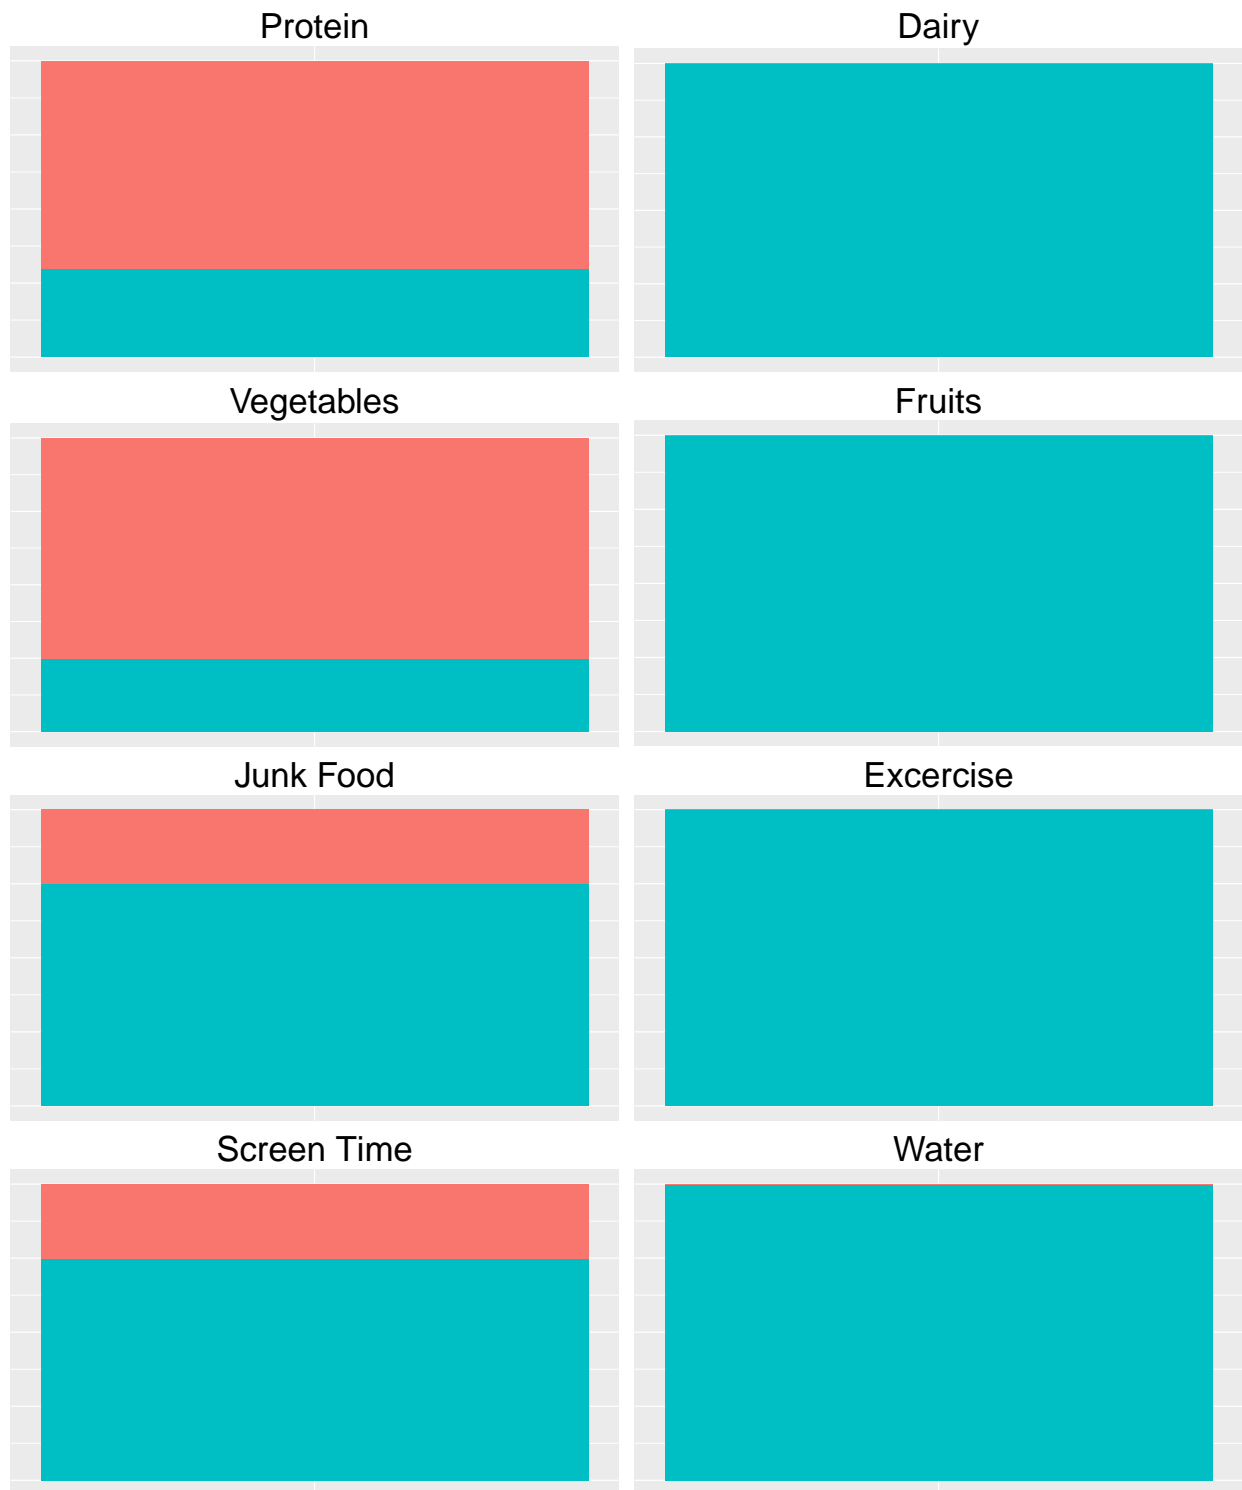 Protein
Dairy
Vegetables
Fruits
Junk Food
Excercise
Screen Time
Water